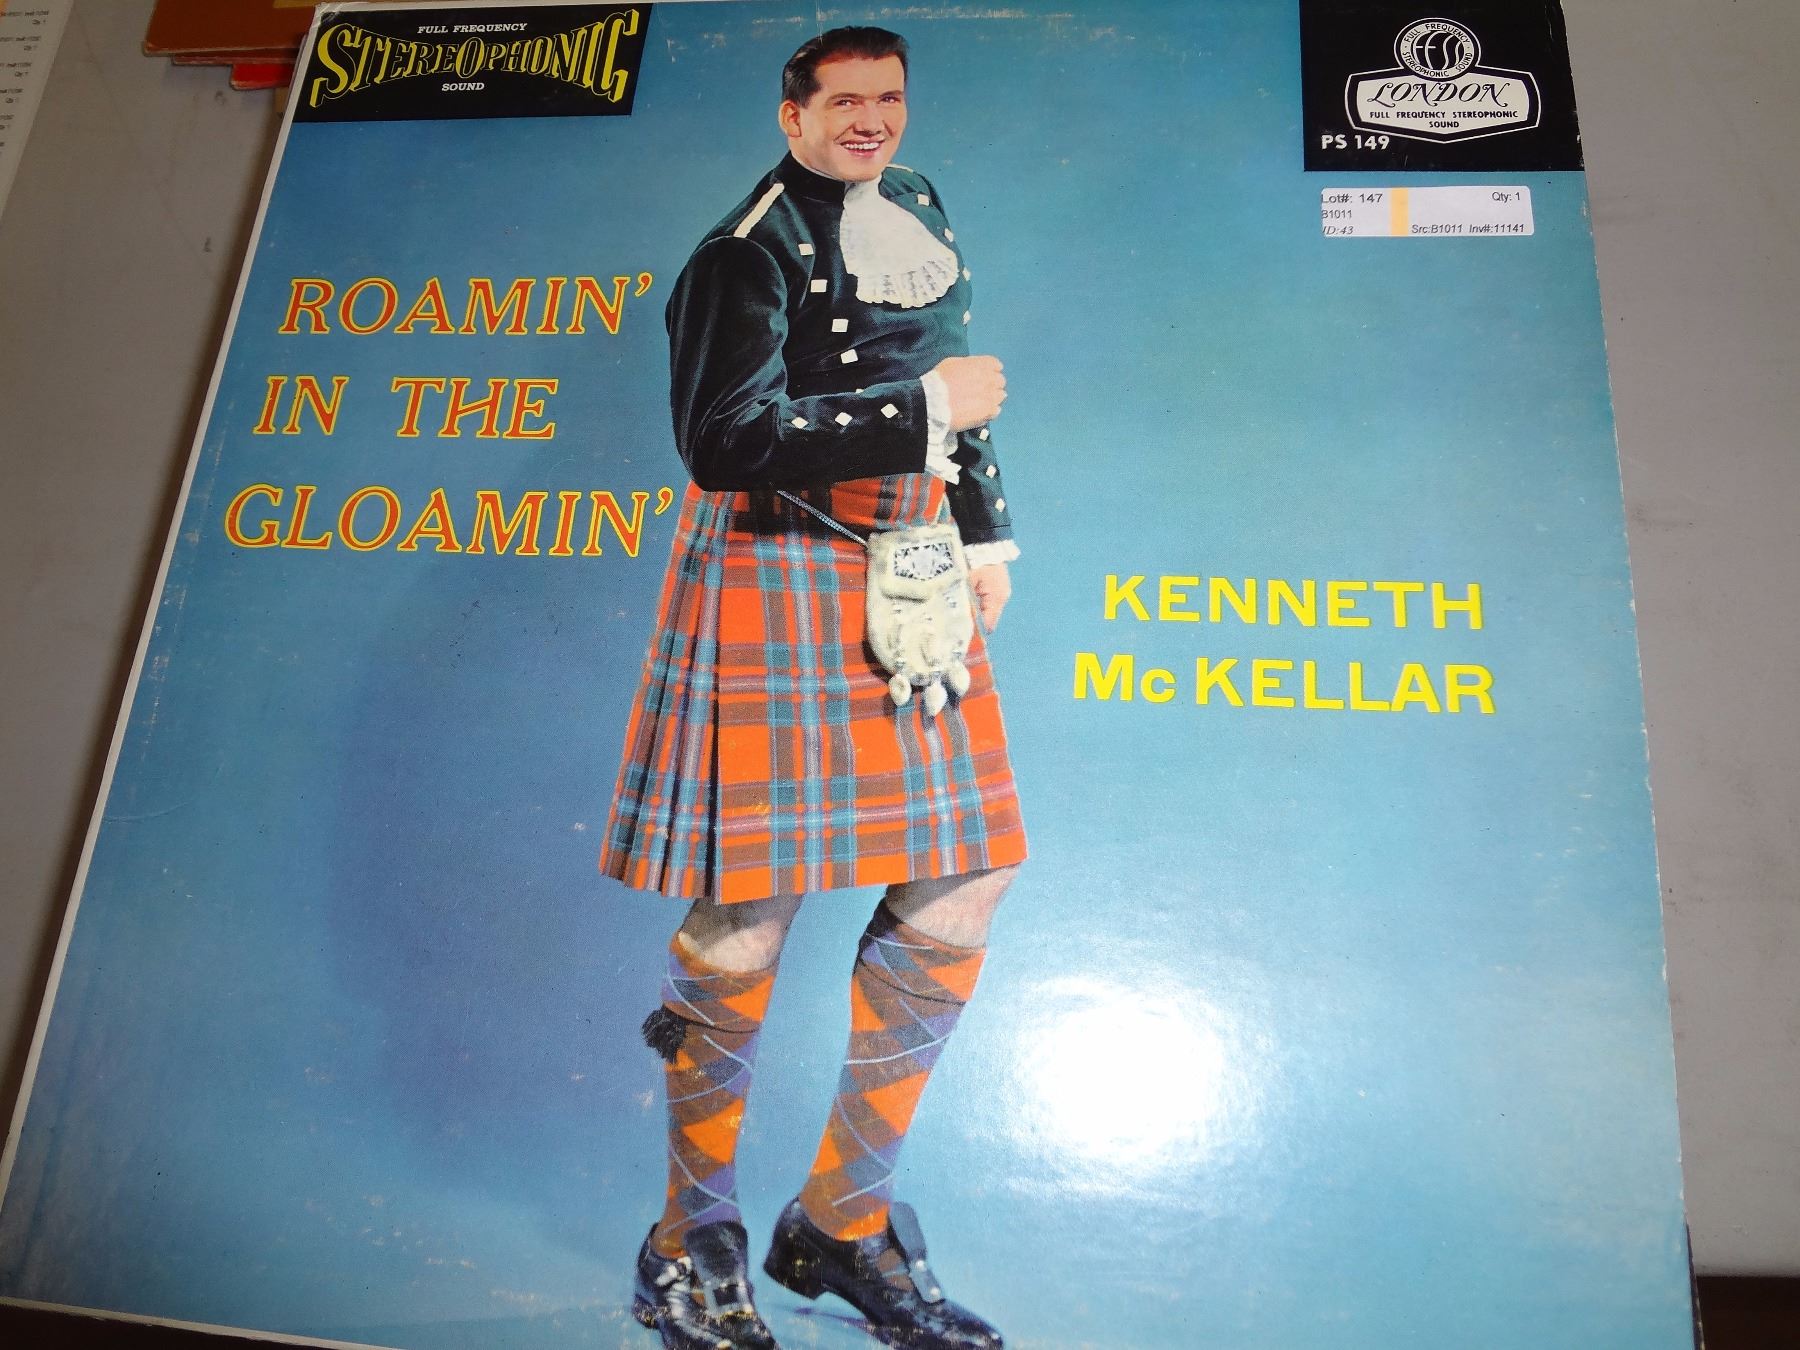 FULL FREQUENCY
STEREOPHONIC
SOUND
FULL FREQUENCY
STEREOPHONIC SOUND
FFSS
LONDON
FULL FREQUENCY STEREOPHONIC
SOUND
PS 149
Lot#: 147 Qty: 1
B1011
ID:43 Src:B1011 Inv#:11141
ROAMIN'
IN THE
GLOAMIN'
KENNETH
McKELLAR